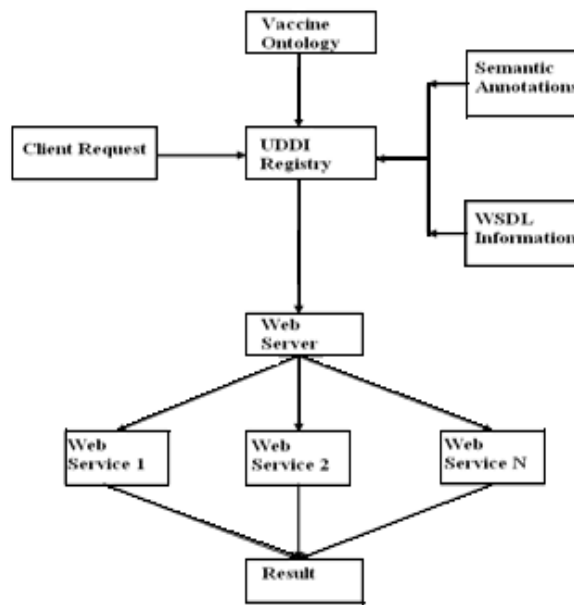 Vaccine
Ontology
Semantic
Annotations
Client Request
UDDI
Registry
WSDL
Information
Web
Server
Web
Service 1
Web
Service 2
Web
Service N
Result